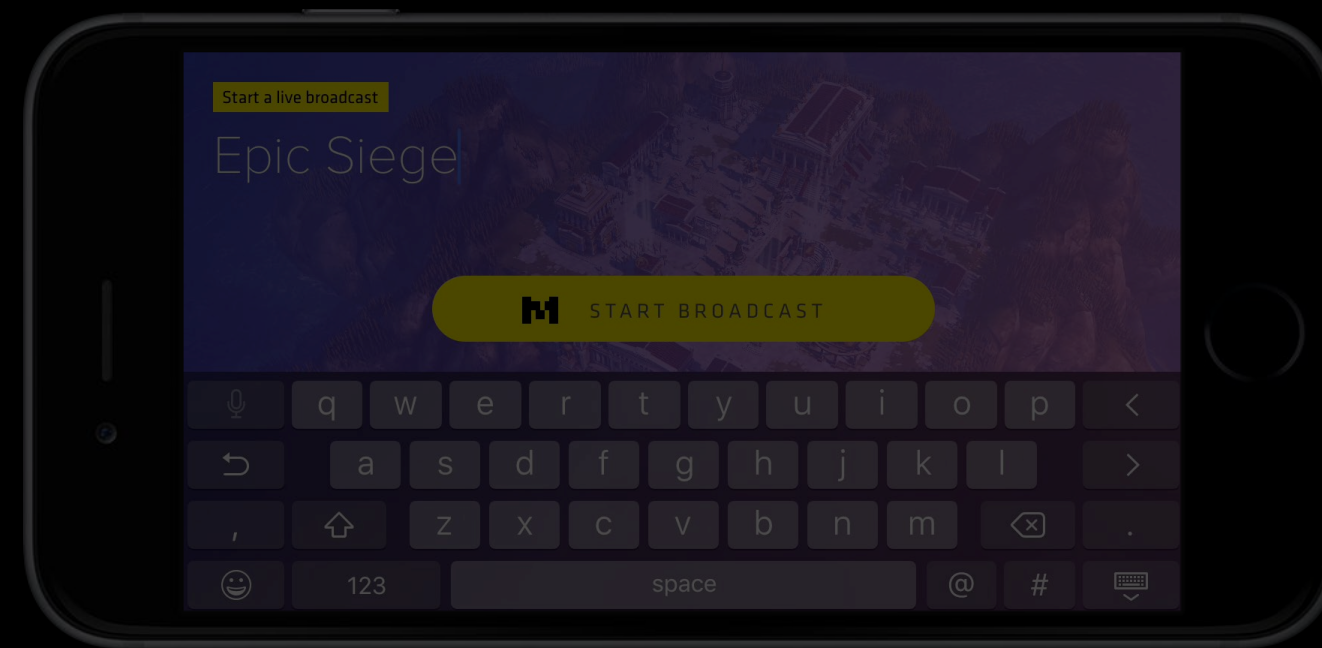 Start a live broadcast
Epic Siege
START BROADCAST
q w e r t y u i o p <
a s d f g h j k l >
, z x c v b n m .
123 space @ #